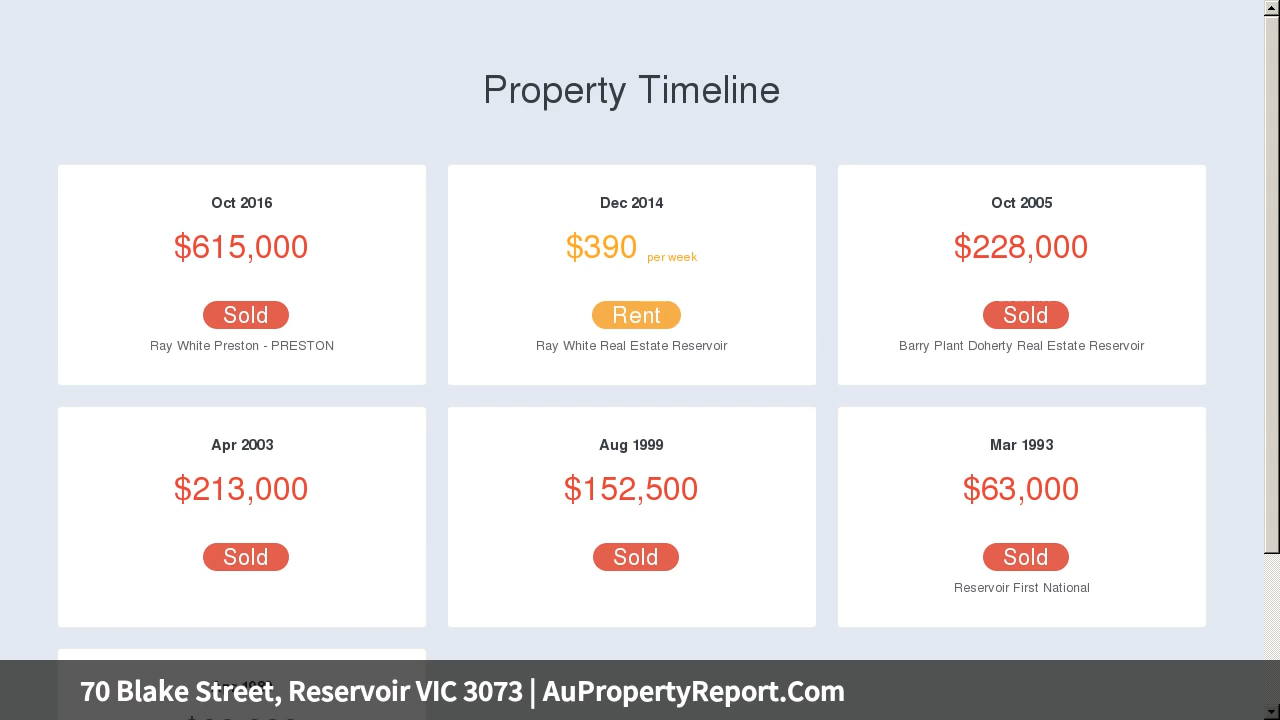 Property Timeline
Oct 2016
$615,000
Sold
Ray White Preston - PRESTON
Dec 2014
$390 per week
Rent
Ray White Real Estate Reservoir
Oct 2005
$228,000
Sold
Barry Plant Doherty Real Estate Reservoir
Apr 2003
$213,000
Sold
Aug 1999
$152,500
Sold
Mar 1993
$63,000
Sold
Reservoir First National
70 Blake Street, Reservoir VIC 3073 | AuPropertyReport.Com